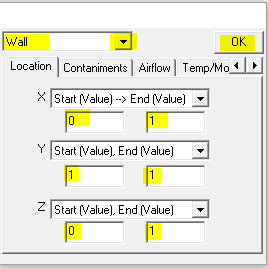 Wall OK
Location Contaniments Airflow Temp/Mo
X Start (Value) --> End (Value)
0 1
Y Start (Value), End (Value)
1 1
Z Start (Value), End (Value)
0 1